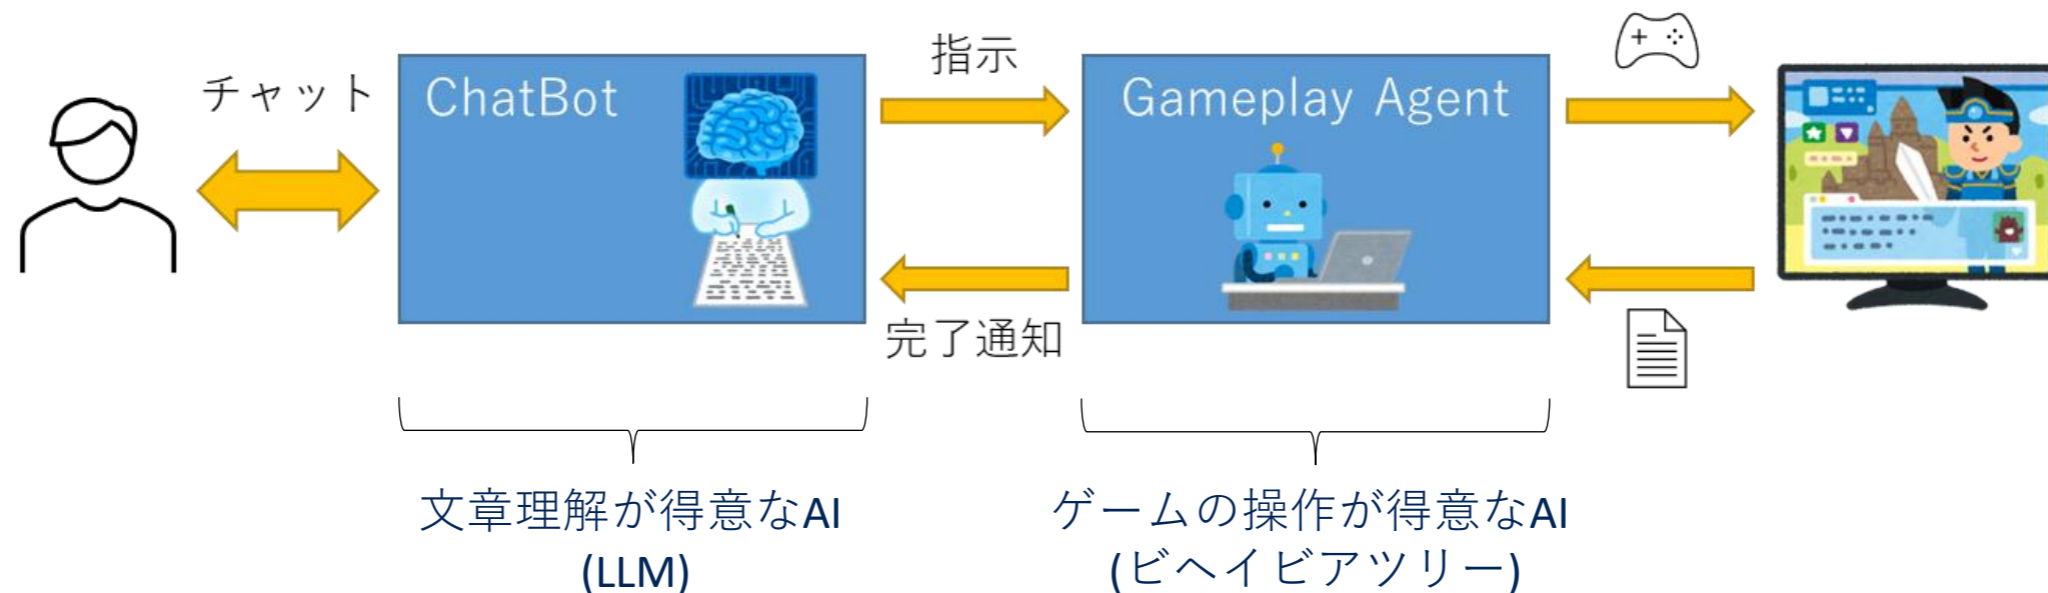 チャット
ChatBot
指示
Gameplay Agent
完了通知
文章理解が得意なAI
(LLM)
ゲームの操作が得意なAI
(ビヘイビアツリー)